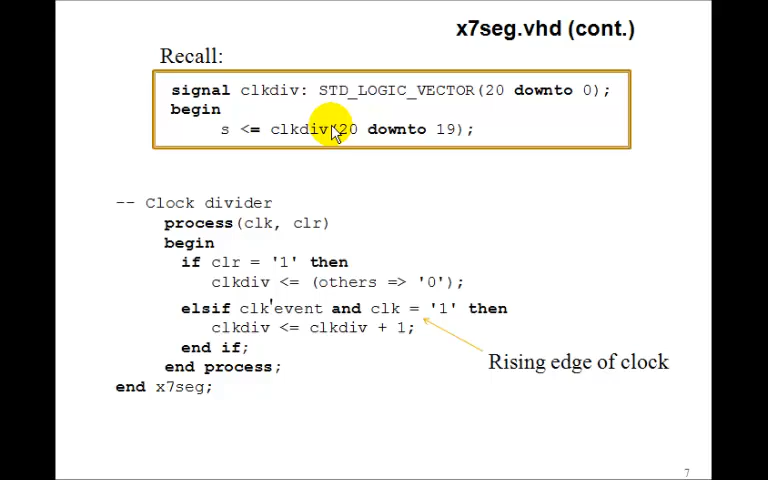 x7seg.vhd (cont.)
Recall:
signal clkdiv: STD_LOGIC_VECTOR(20 downto 0);
begin
s <= clkdiv(20 downto 19);
-- Clock divider
process(clk, clr)
begin
if clr = '1' then
clkdiv <= (others => '0');
elsif clk'event and clk = '1' then
clkdiv <= clkdiv + 1;
end if;
Rising edge of clock
end process;
end x7seg;
7